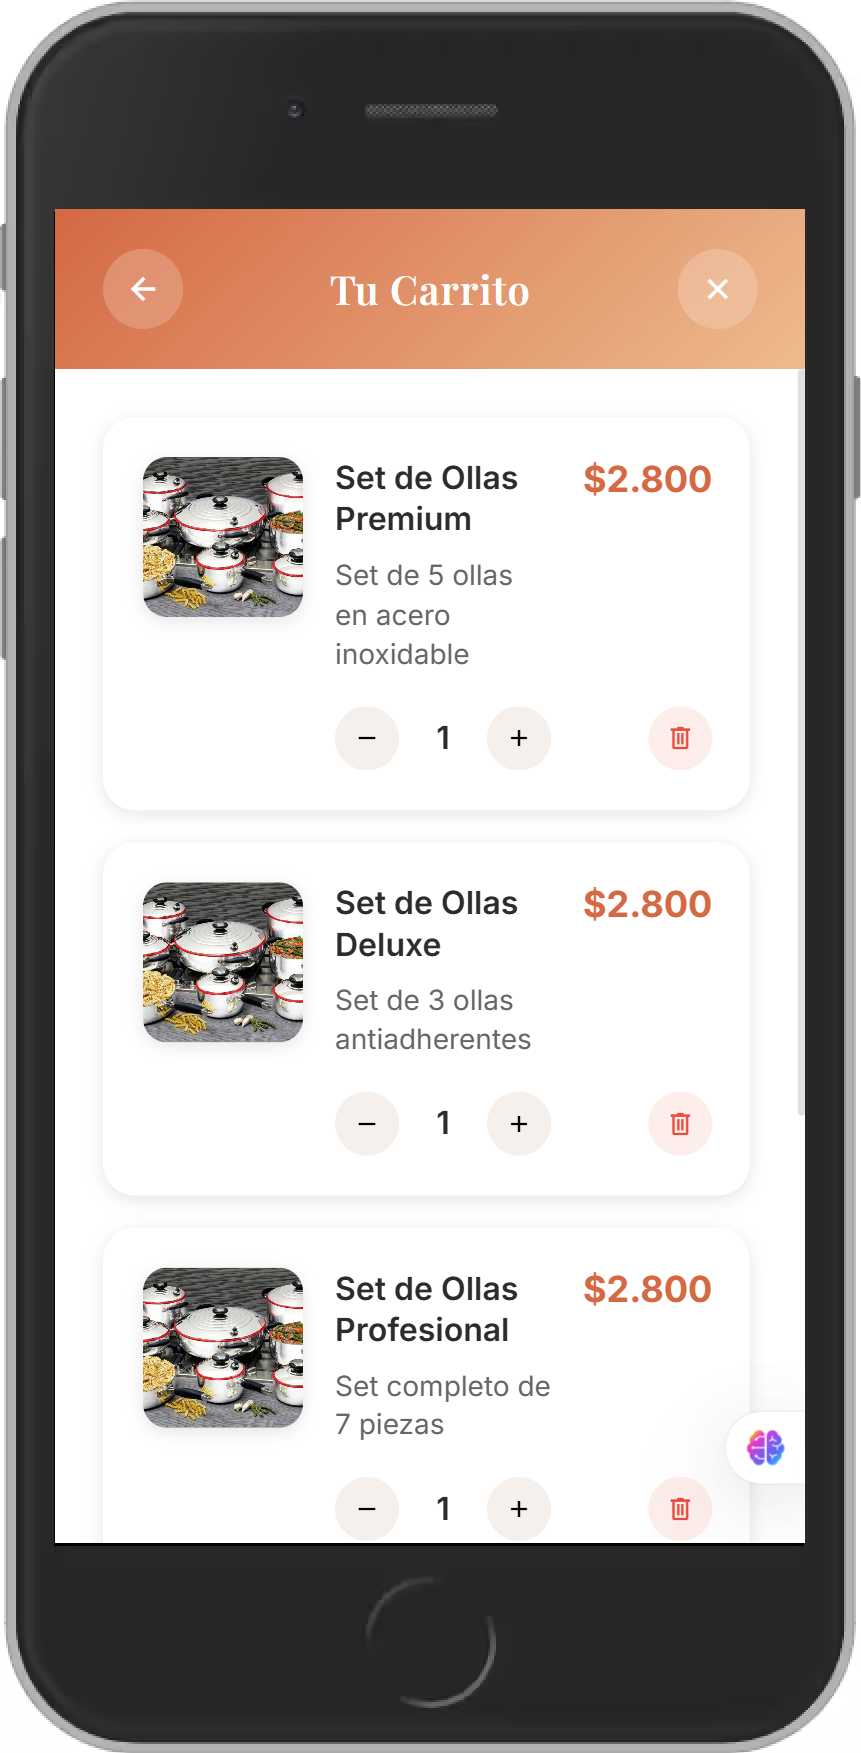 Tu Carrito
Set de Ollas
Premium
$2.800
Set de 5 ollas
en acero
inoxidable
− 1 +
Set de Ollas
Deluxe
$2.800
Set de 3 ollas
antiadherentes
− 1 +
Set de Ollas
Profesional
$2.800
Set completo de
7 piezas
− 1 +